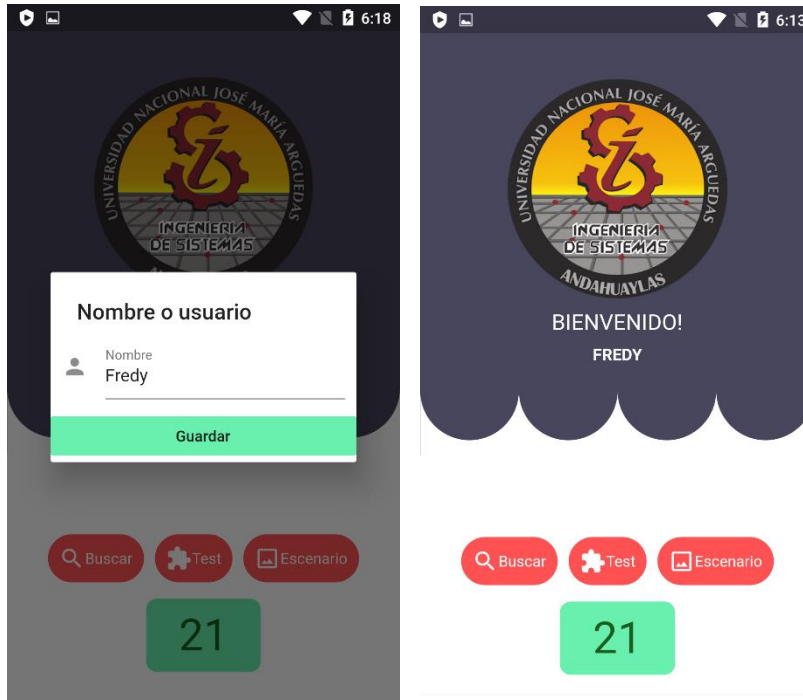 6:18
UNIVERSIDAD NACIONAL JOSÉ MARÍA ARGUEDAS
INGENIERIA
DE SISTEMAS
Nombre o usuario
Nombre
Fredy
Guardar
Buscar
Test
Escenario
21
6:13
UNIVERSIDAD NACIONAL JOSÉ MARÍA ARGUEDAS
INGENIERIA
DE SISTEMAS
ANDAHUAYLAS
BIENVENIDO!
FREDY
Buscar
Test
Escenario
21